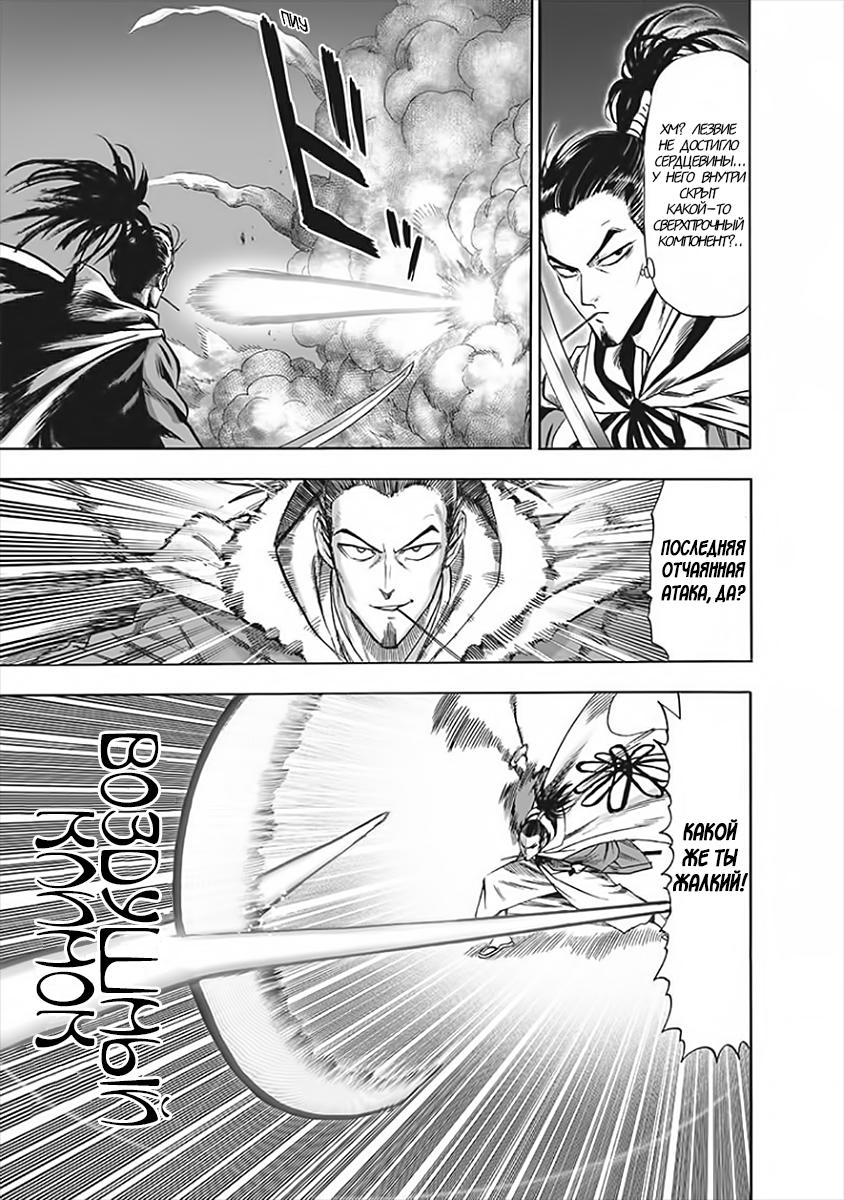 ХМ? ЛЕЗВИЕ
НЕ ДОСТИГЛО
СЕРДЦЕВИНЫ...
У НЕГО ВНУТРИ
СКРЫТ
КАКОЙ-ТО
СВЕРХПРОЧНЫЙ
КОМПОНЕНТ?..
ПИУ
ПОСЛЕДНЯЯ
ОТЧАЯННАЯ
АТАКА, ДА?
КАКОЙ
ЖЕ ТЫ
ЖАЛКИЙ!
ВОЗДУШНЫЙ
КЛИНОК